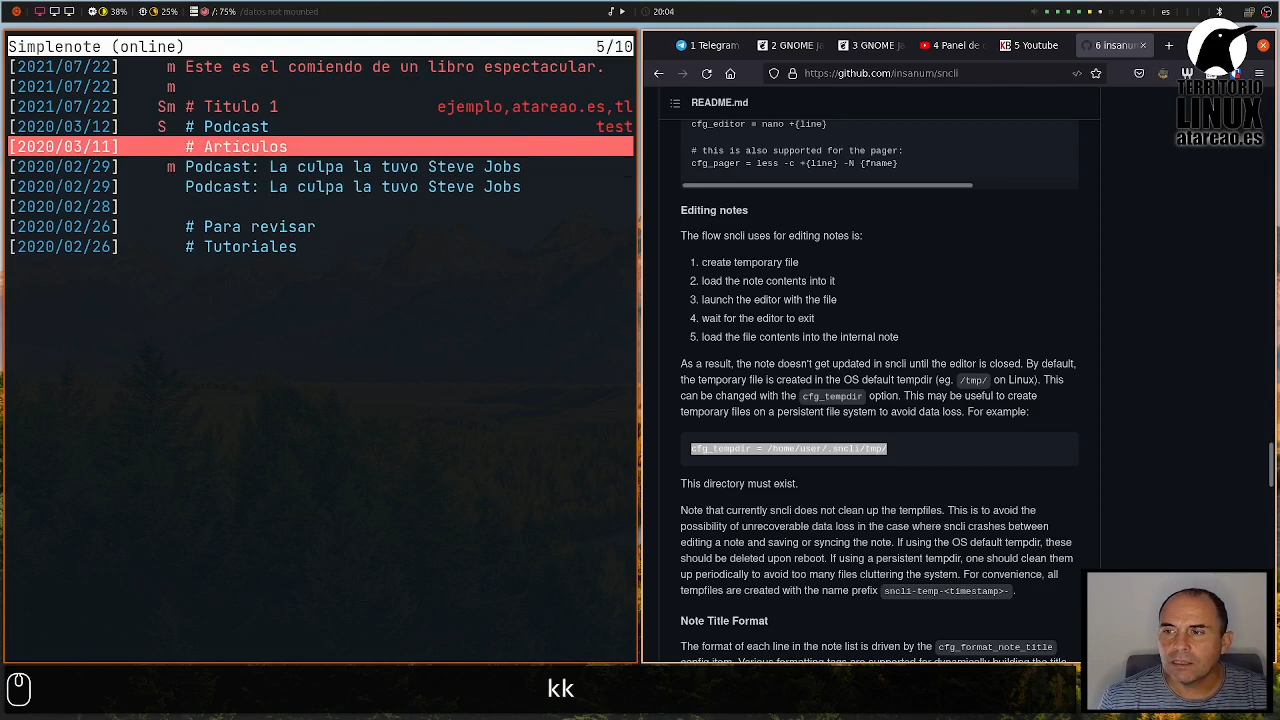 38% 25% /: 75% /datos not mounted 20:04 es
Simplenote (online) 5/10
[2021/07/22] m Este es el comiendo de un libro espectacular.
[2021/07/22] m
[2021/07/22] Sm # Titulo 1 ejemplo,atareao.es,tl
[2020/03/12] S # Podcast test
[2020/03/11] # Articulos
[2020/02/29] m Podcast: La culpa la tuvo Steve Jobs
[2020/02/29] Podcast: La culpa la tuvo Steve Jobs
[2020/02/28]
[2020/02/26] # Para revisar
[2020/02/26] # Tutoriales
1 Telegram 2 GNOME 3 GNOME 4 Panel de 5 Youtube 6 insanum
https://github.com/insanum/sncli
README.md
cfg_editor = nano +{line}
# this is also supported for the pager:
cfg_pager = less -c +{line} -N {fname}
Editing notes
The flow sncli uses for editing notes is:
1. create temporary file
2. load the note contents into it
3. launch the editor with the file
4. wait for the editor to exit
5. load the file contents into the internal note
As a result, the note doesn't get updated in sncli until the editor is closed. By default,
the temporary file is created in the OS default tempdir (eg. /tmp/ on Linux). This
can be changed with the cfg_tempdir option. This may be useful to create
temporary files on a persistent file system to avoid data loss. For example:
cfg_tempdir = /home/user/.sncli/tmp/
This directory must exist.
Note that currently sncli does not clean up the tempfiles. This is to avoid the
possibility of unrecoverable data loss in the case where sncli crashes between
editing a note and saving or syncing the note. If using the OS default tempdir, these
should be deleted upon reboot. If using a persistent tempdir, one should clean them
up periodically to avoid too many files cluttering the system. For convenience, all
tempfiles are created with the name prefix sncli-temp-<timestamp>- .
Note Title Format
The format of each line in the note list is driven by the cfg_format_note_title
TERRITORIO
LINUX
atareao.es
kk